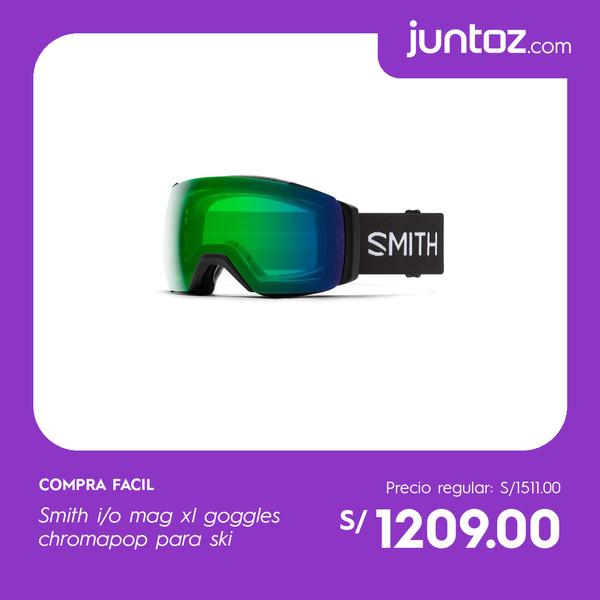 juntoz.com
SMITH
COMPRA FACIL
Smith i/o mag xl goggles
chromapop para ski
Precio regular: S/1511.00
S/ 1209.00